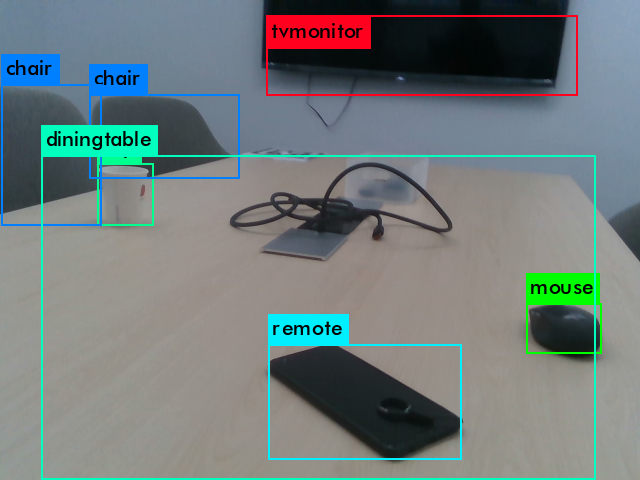 tvmonitor
chair
chair
diningtable
mouse
remote